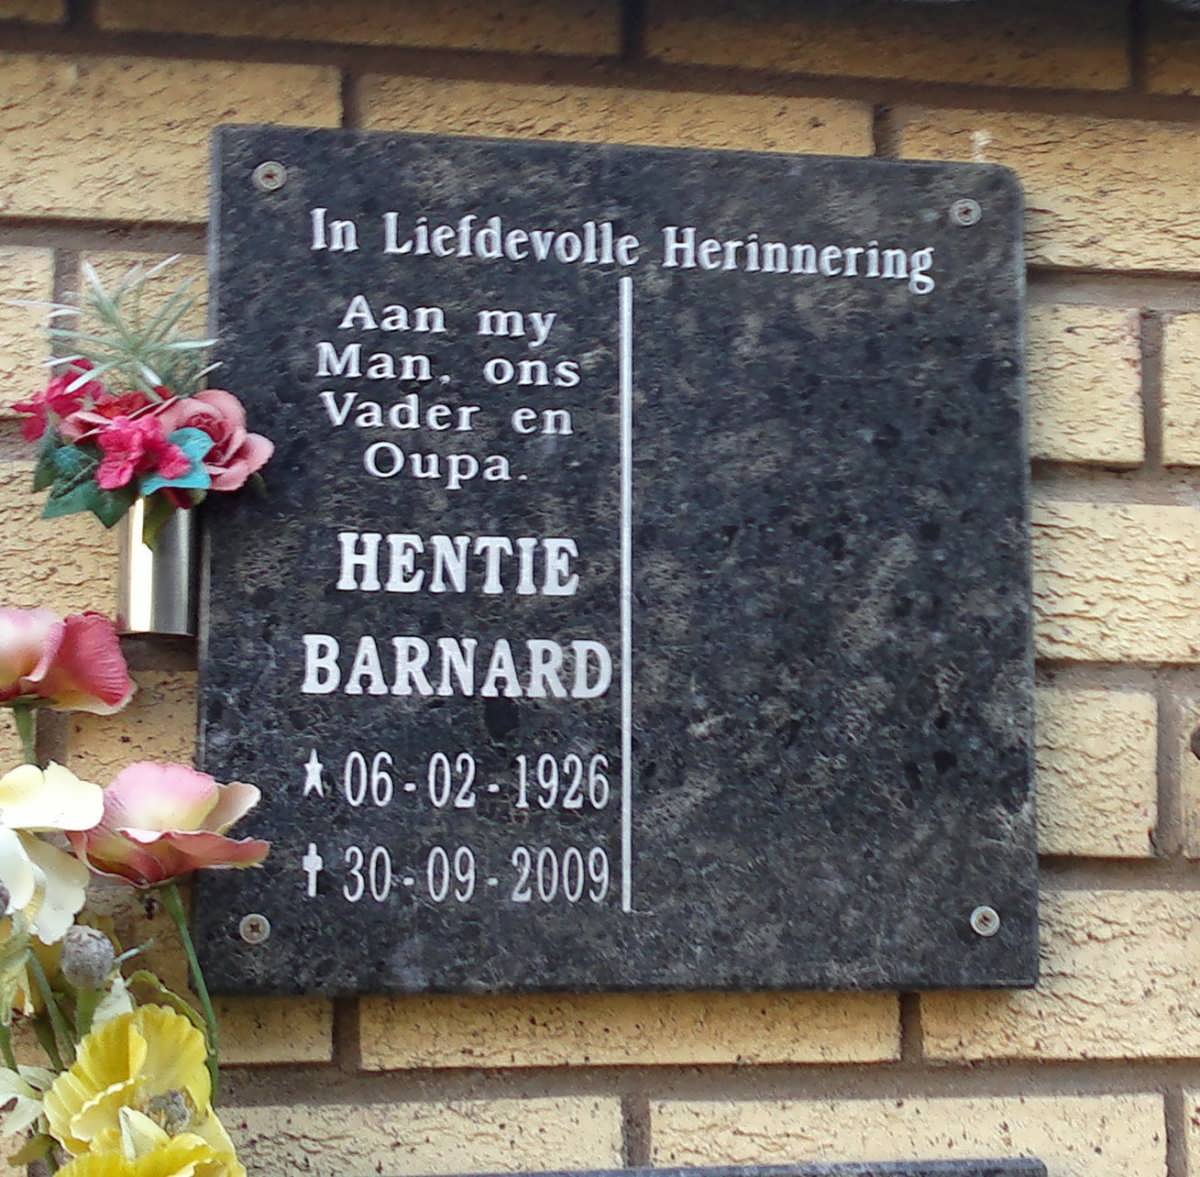 In Liefdevolle Herinnering
Aan my
Man, ons
Vader en
Oupa.
HENTIE
BARNARD
★ 06-02-1926
✝ 30-09-2009